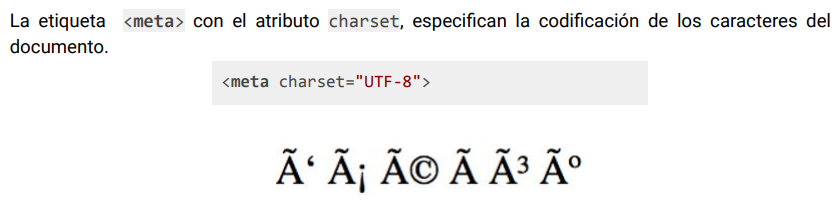 La etiqueta <meta> con el atributo charset, especifican la codificación de los caracteres del
documento.
<meta charset="UTF-8">
Ã‘ Ã¡ Ã© Ã Ã³ Ãº